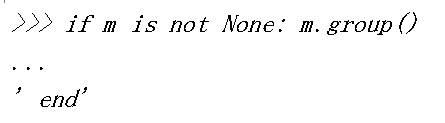 >>> if m is not None: m.group()
...
' end'